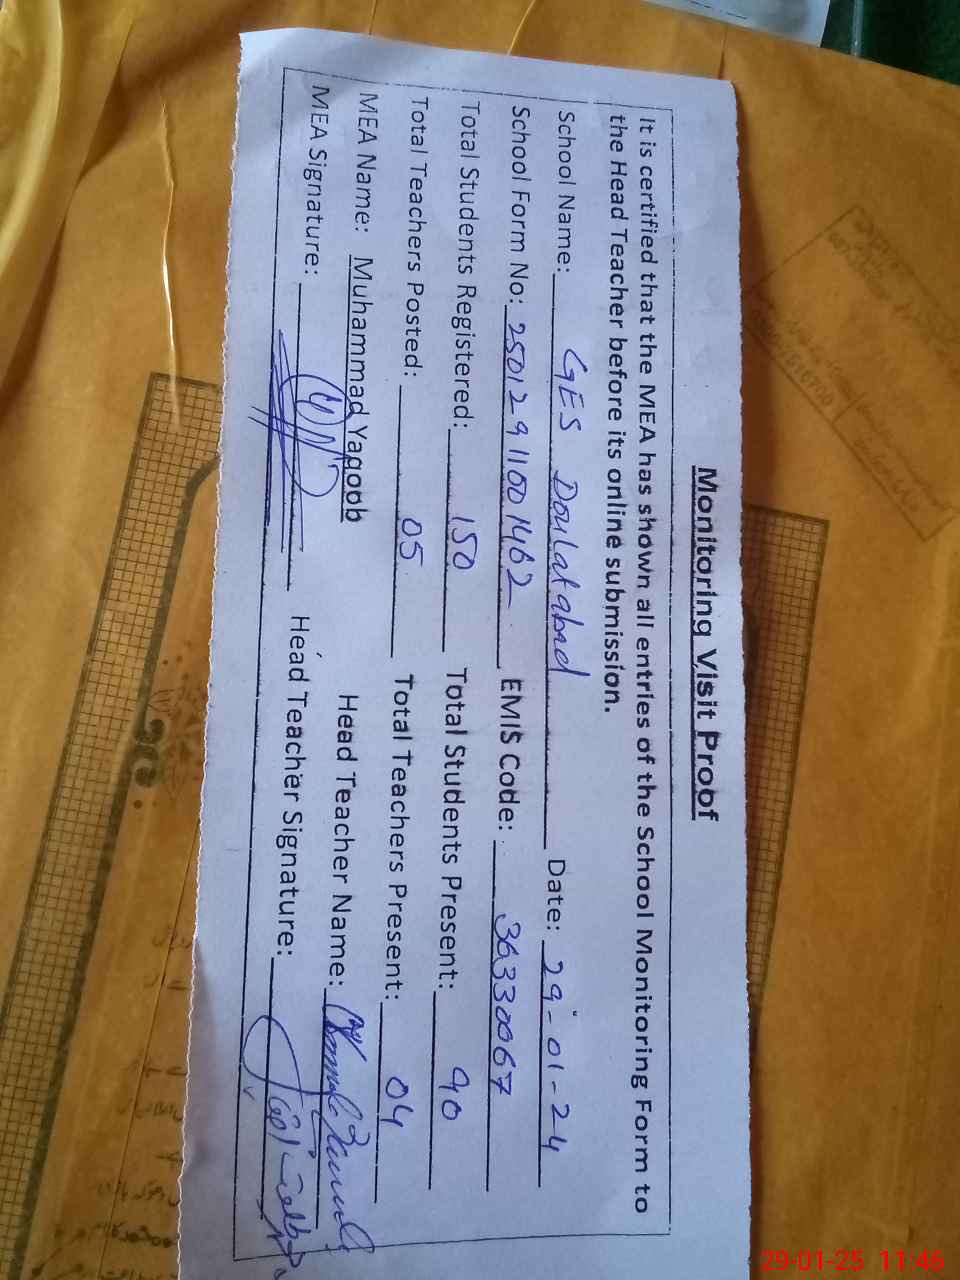 Monitoring Visit Proof
It is certified that the MEA has shown all entries of the School Monitoring Form to
the Head Teacher before its online submission.
School Name: GES Doulatabad Date: 29-01-24
School Form No: 25012911001462 EMIS Code: 36330067
Total Students Registered: 150 Total Students Present: 90
Total Teachers Posted: 05 Total Teachers Present: 04
MEA Name: Muhammad Yaqoob Head Teacher Name:
MEA Signature: Head Teacher Signature:
29-01-25 11:45